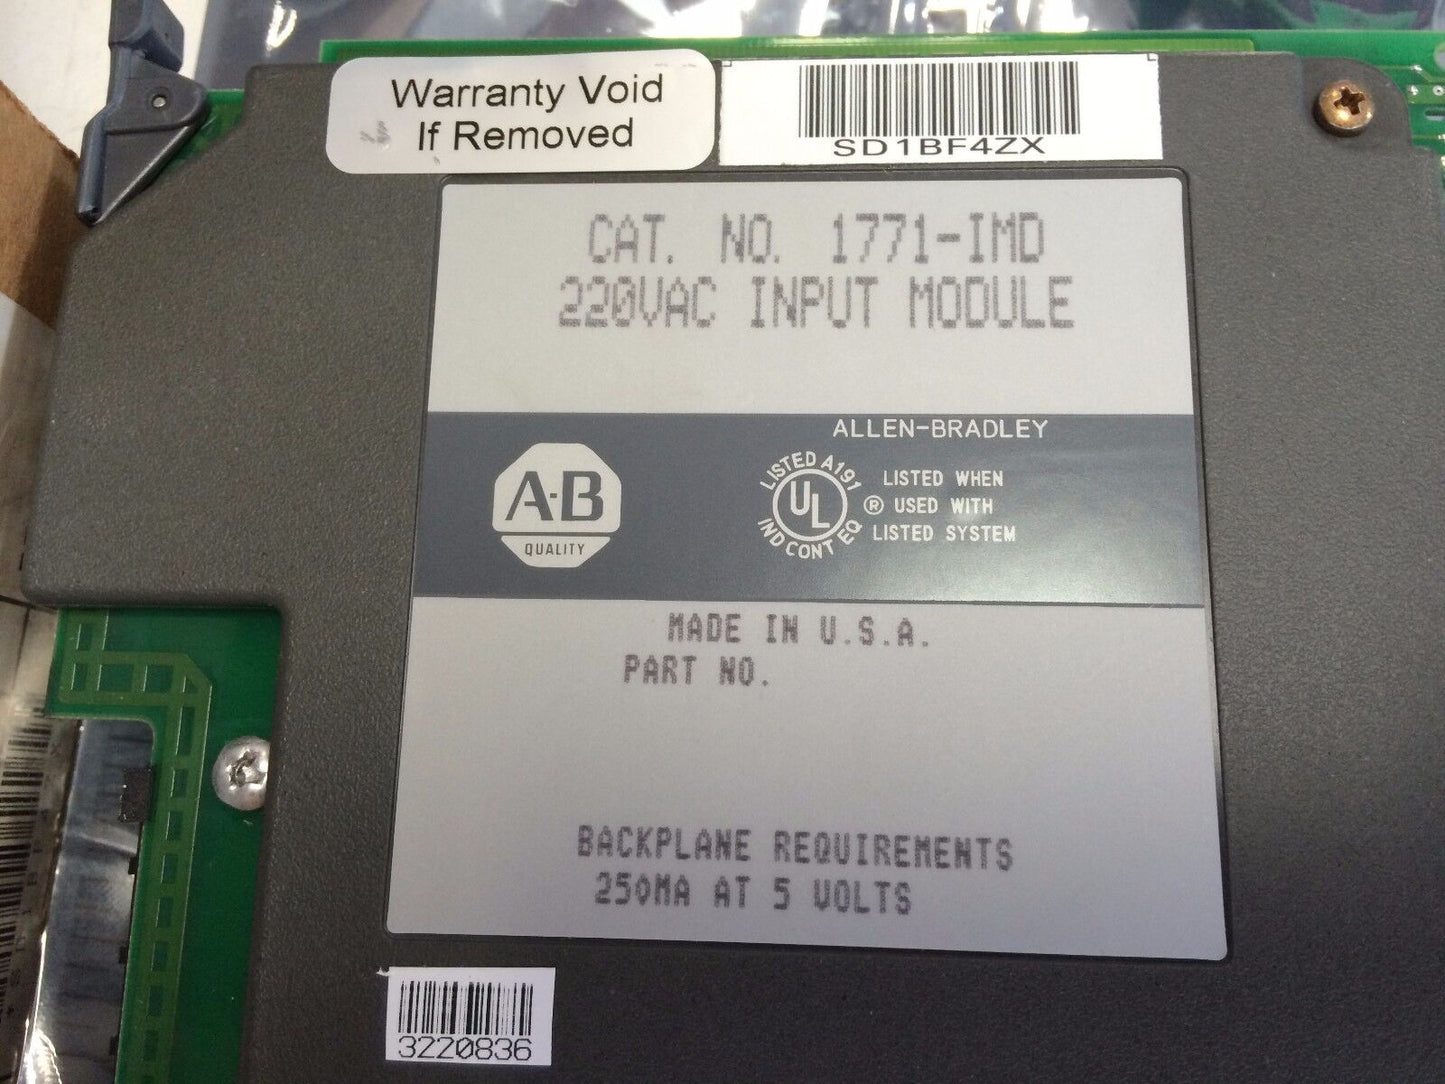 Warranty Void
If Removed
SD1BF4ZX
CAT. NO. 1771-IMD
220VAC INPUT MODULE
ALLEN-BRADLEY
A-B
QUALITY
LISTED A191
UL
IND CONT EQ
®
LISTED WHEN
USED WITH
LISTED SYSTEM
MADE IN U.S.A.
PART NO.
BACKPLANE REQUIREMENTS
250MA AT 5 VOLTS
3220836